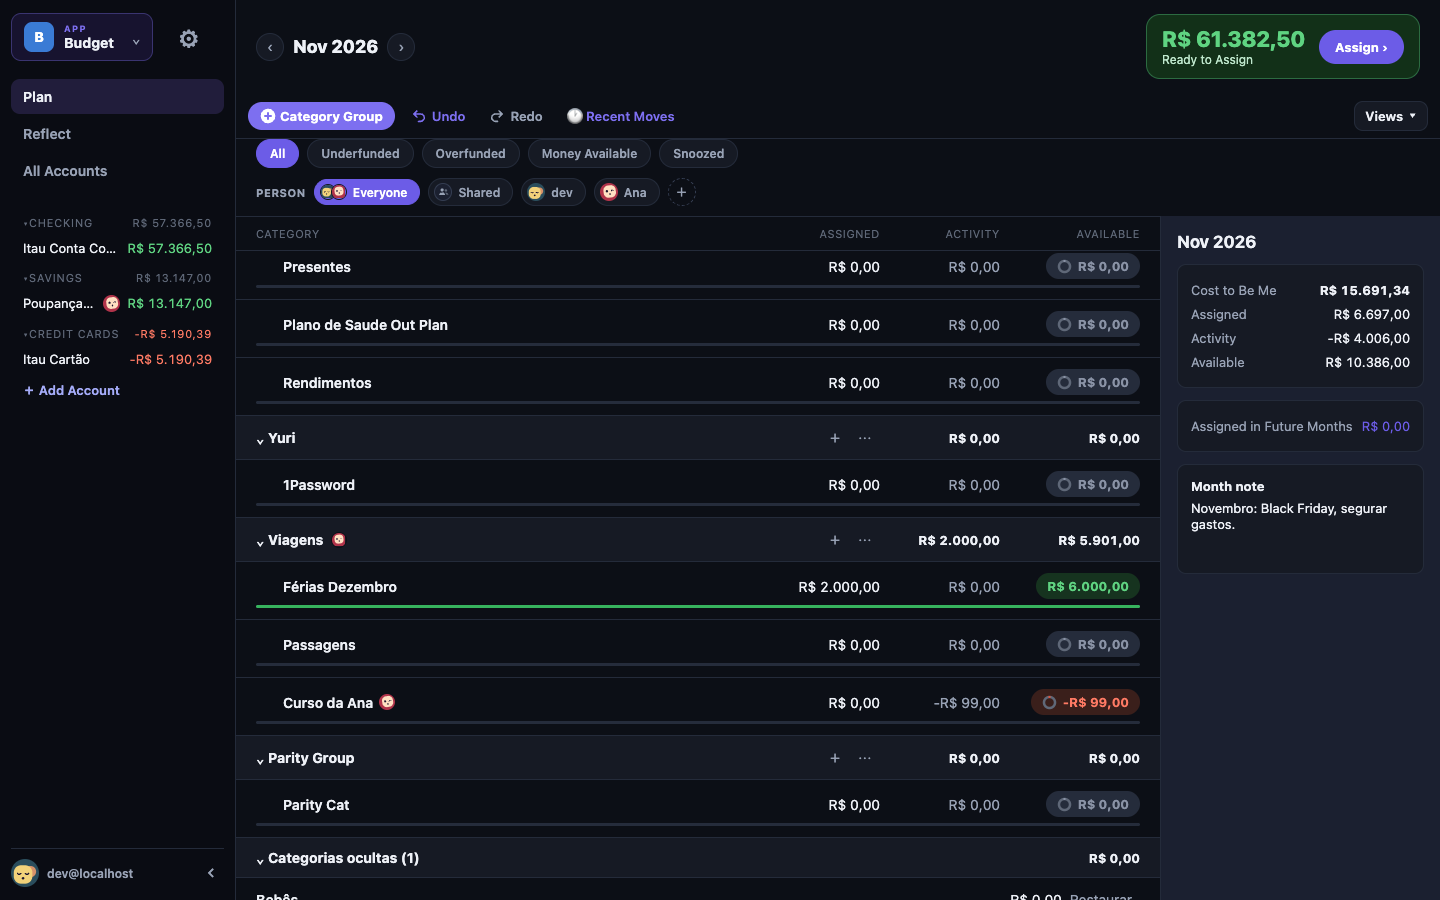 B
APP
Budget
Plan
Reflect
All Accounts
CHECKING R$ 57.366,50
Itau Conta Co... R$ 57.366,50
SAVINGS R$ 13.147,00
Poupança... R$ 13.147,00
CREDIT CARDS -R$ 5.190,39
Itau Cartão -R$ 5.190,39
+ Add Account
dev@localhost
‹ Nov 2026 ›
R$ 61.382,50
Ready to Assign
Assign ›
Category Group Undo Redo Recent Moves Views
All Underfunded Overfunded Money Available Snoozed
PERSON Everyone Shared dev Ana +
CATEGORY ASSIGNED ACTIVITY AVAILABLE
Presentes R$ 0,00 R$ 0,00 R$ 0,00
Plano de Saude Out Plan R$ 0,00 R$ 0,00 R$ 0,00
Rendimentos R$ 0,00 R$ 0,00 R$ 0,00
Yuri + ··· R$ 0,00 R$ 0,00
1Password R$ 0,00 R$ 0,00 R$ 0,00
Viagens + ··· R$ 2.000,00 R$ 5.901,00
Férias Dezembro R$ 2.000,00 R$ 0,00 R$ 6.000,00
Passagens R$ 0,00 R$ 0,00 R$ 0,00
Curso da Ana R$ 0,00 -R$ 99,00 -R$ 99,00
Parity Group + ··· R$ 0,00 R$ 0,00
Parity Cat R$ 0,00 R$ 0,00 R$ 0,00
Categorias ocultas (1) R$ 0,00
Bebês R$ 0,00 Restaurar
Nov 2026
Cost to Be Me R$ 15.691,34
Assigned R$ 6.697,00
Activity -R$ 4.006,00
Available R$ 10.386,00
Assigned in Future Months R$ 0,00
Month note
Novembro: Black Friday, segurar
gastos.